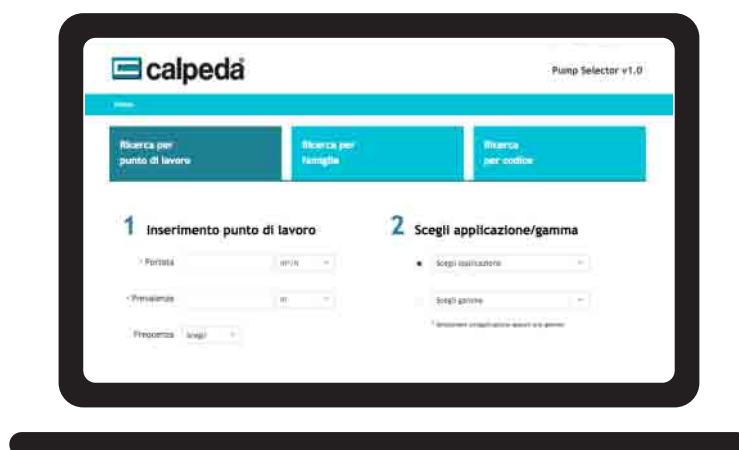 calpeda
Pump Selector v1.0
Home
Ricerca per
punto di lavoro
Ricerca per
famiglie
Ricerca
per codice
1 Inserimento punto di lavoro
2 Scegli applicazione/gamma
* Portata
m³/h
Scegli applicazione
* Prevalenza
m
Scegli gamma
Frequenza
Scegli